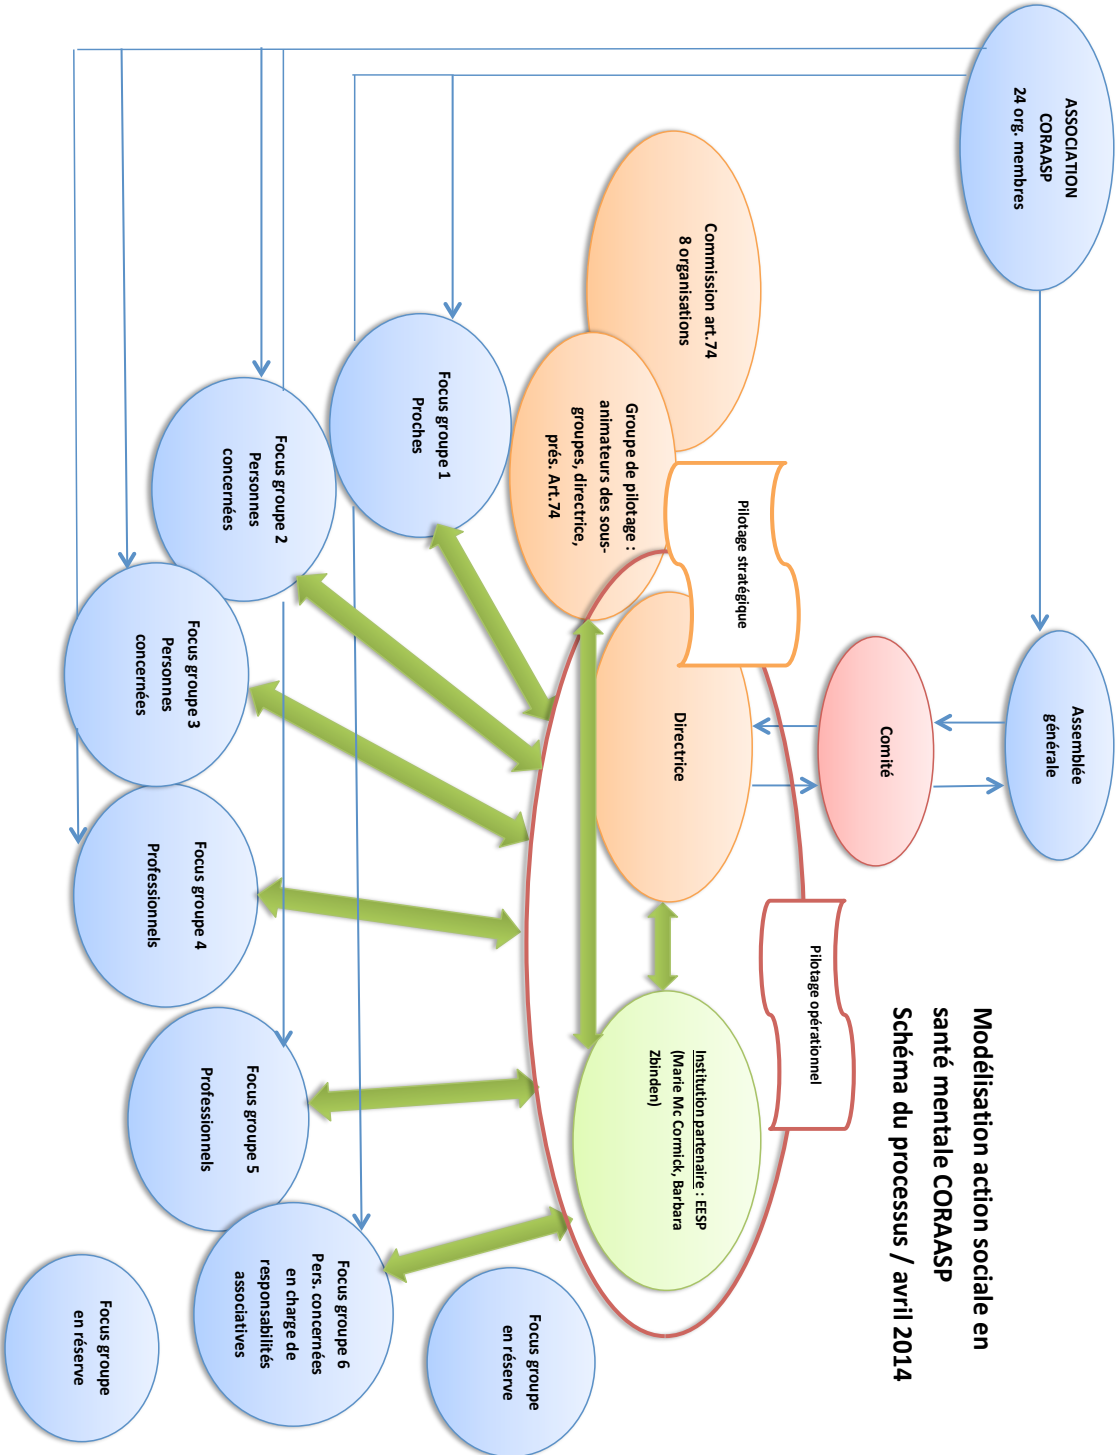 Modélisation action sociale en
santé mentale CORAASP
Schéma du processus / avril 2014
ASSOCIATION
CORAASP
24 org. membres
Assemblée
générale
Comité
Commission art.74
8 organisations
Groupe de pilotage :
animateurs des sous-
groupes, directrice,
prés. Art.74
Pilotage stratégique
Directrice
Pilotage opérationnel
Institution partenaire : EESP
(Marie Mc Cormick, Barbara
Zbinden)
Focus groupe 1
Proches
Focus groupe 2
Personnes
concernées
Focus groupe 3
Personnes
concernées
Focus groupe 4
Professionnels
Focus groupe 5
Professionnels
Focus groupe 6
Pers. concernées
en charge de
responsabilités
associatives
Focus groupe
en réserve
Focus groupe
en réserve